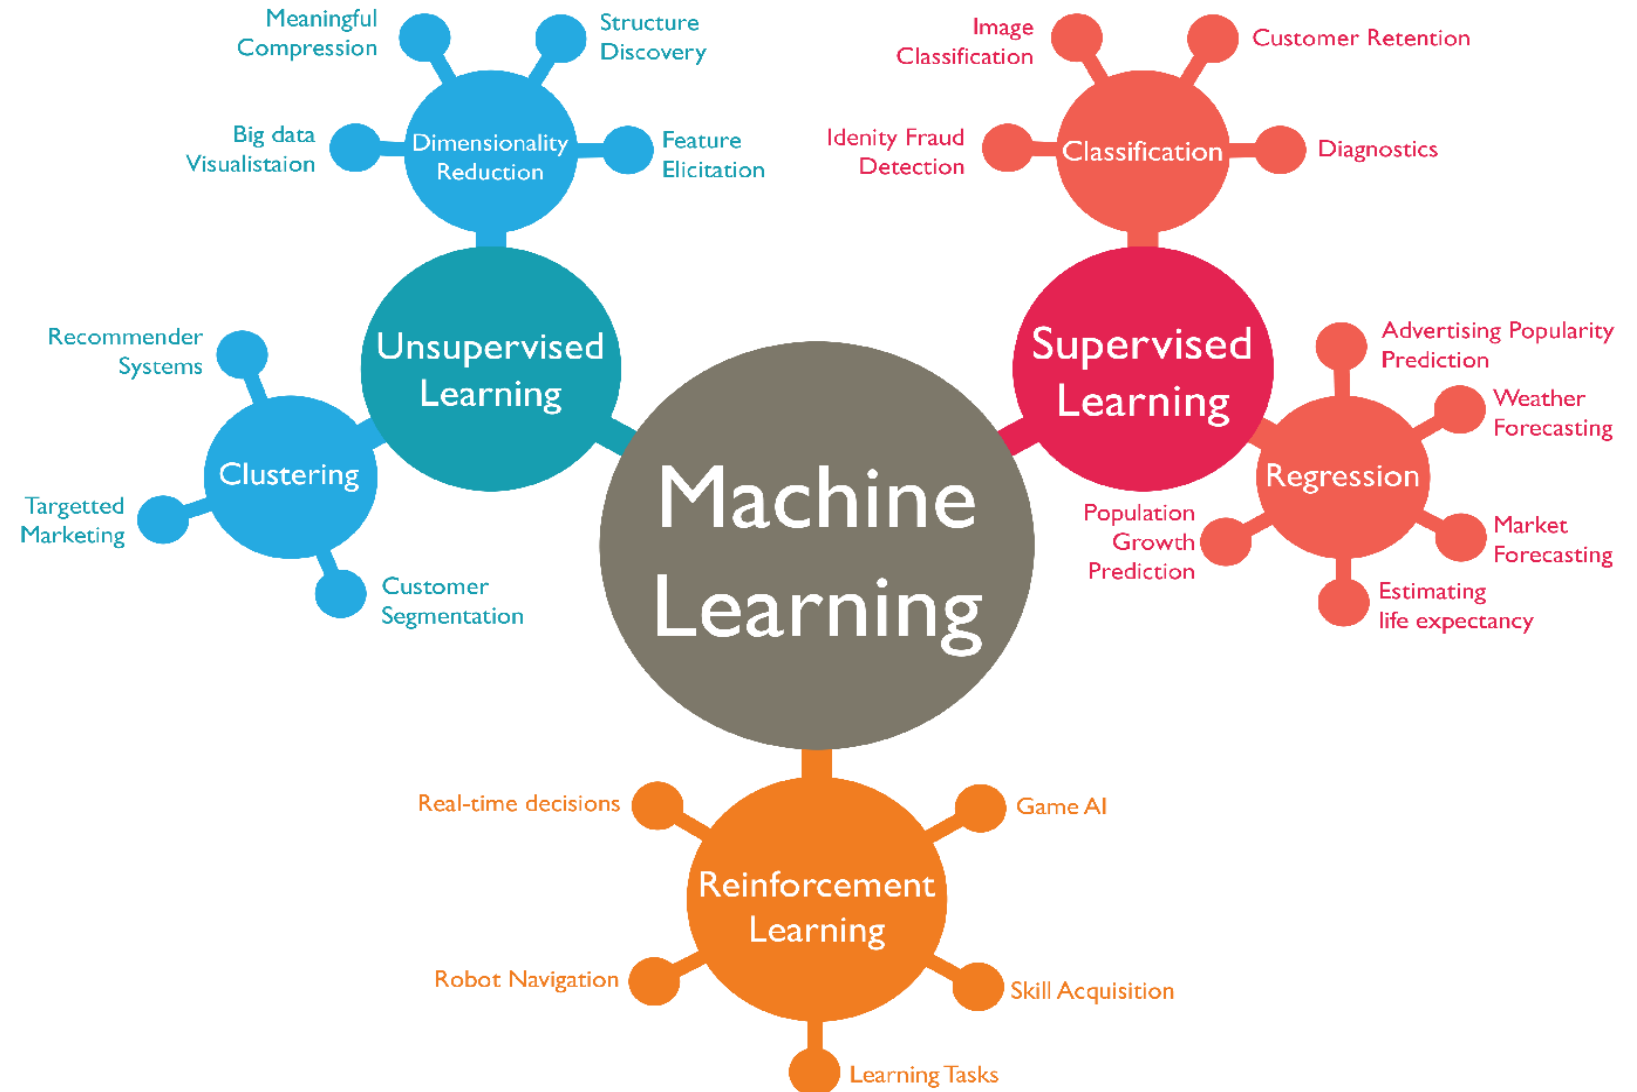 Meaningful
Compression
Structure
Discovery
Big data
Visualistaion
Dimensionality
Reduction
Feature
Elicitation
Image
Classification
Customer Retention
Idenity Fraud
Detection
Classification
Diagnostics
Unsupervised
Learning
Recommender
Systems
Clustering
Targetted
Marketing
Customer
Segmentation
Supervised
Learning
Advertising Popularity
Prediction
Weather
Forecasting
Regression
Population
Growth
Prediction
Market
Forecasting
Estimating
life expectancy
Machine
Learning
Real-time decisions
Game AI
Reinforcement
Learning
Robot Navigation
Skill Acquisition
Learning Tasks